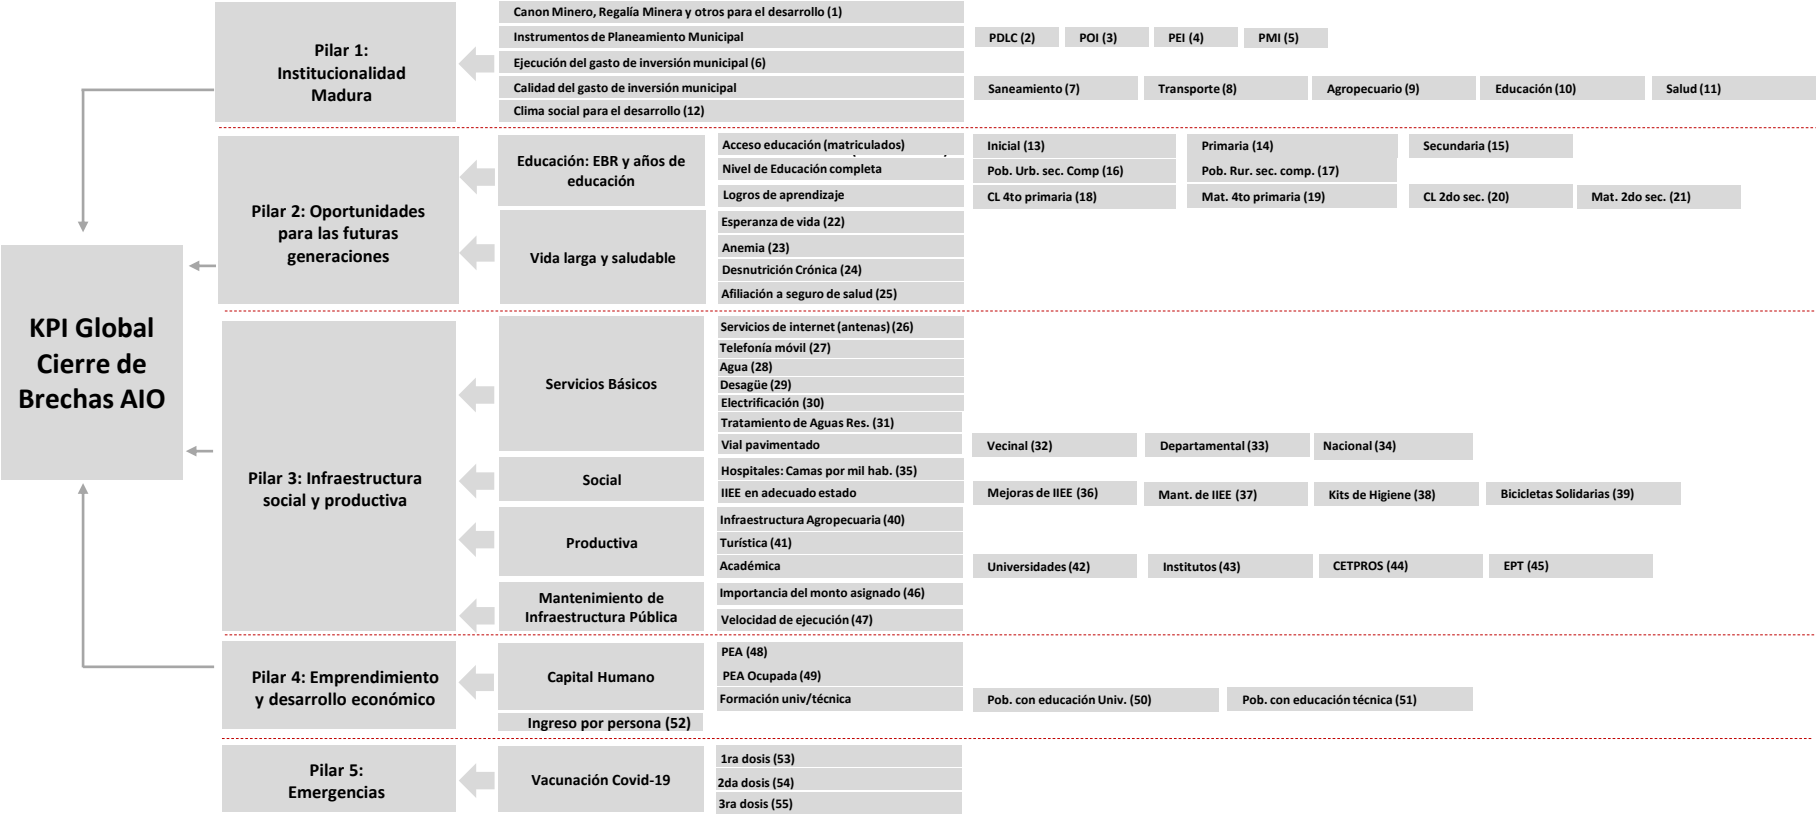 KPI Global
Cierre de
Brechas AIO
Pilar 1:
Institucionalidad
Madura
Canon Minero, Regalía Minera y otros para el desarrollo (1)
Instrumentos de Planeamiento Municipal
PDLC (2)
POI (3)
PEI (4)
PMI (5)
Ejecución del gasto de inversión municipal (6)
Calidad del gasto de inversión municipal
Saneamiento (7)
Transporte (8)
Agropecuario (9)
Educación (10)
Salud (11)
Clima social para el desarrollo (12)
Pilar 2: Oportunidades
para las futuras
generaciones
Educación: EBR y años de
educación
Acceso educación (matriculados)
Inicial (13)
Primaria (14)
Secundaria (15)
Nivel de Educación completa
Pob. Urb. sec. Comp (16)
Pob. Rur. sec. comp. (17)
Logros de aprendizaje
CL 4to primaria (18)
Mat. 4to primaria (19)
CL 2do sec. (20)
Mat. 2do sec. (21)
Vida larga y saludable
Esperanza de vida (22)
Anemia (23)
Desnutrición Crónica (24)
Afiliación a seguro de salud (25)
Pilar 3: Infraestructura
social y productiva
Servicios Básicos
Servicios de internet (antenas) (26)
Telefonía móvil (27)
Agua (28)
Desagüe (29)
Electrificación (30)
Tratamiento de Aguas Res. (31)
Vial pavimentado
Vecinal (32)
Departamental (33)
Nacional (34)
Social
Hospitales: Camas por mil hab. (35)
IIEE en adecuado estado
Mejoras de IIEE (36)
Mant. de IIEE (37)
Kits de Higiene (38)
Bicicletas Solidarias (39)
Productiva
Infraestructura Agropecuaria (40)
Turística (41)
Académica
Universidades (42)
Institutos (43)
CETPROS (44)
EPT (45)
Mantenimiento de
Infraestructura Pública
Importancia del monto asignado (46)
Velocidad de ejecución (47)
Pilar 4: Emprendimiento
y desarrollo económico
Capital Humano
PEA (48)
PEA Ocupada (49)
Formación univ/técnica
Pob. con educación Univ. (50)
Pob. con educación técnica (51)
Ingreso por persona (52)
Pilar 5:
Emergencias
Vacunación Covid-19
1ra dosis (53)
2da dosis (54)
3ra dosis (55)